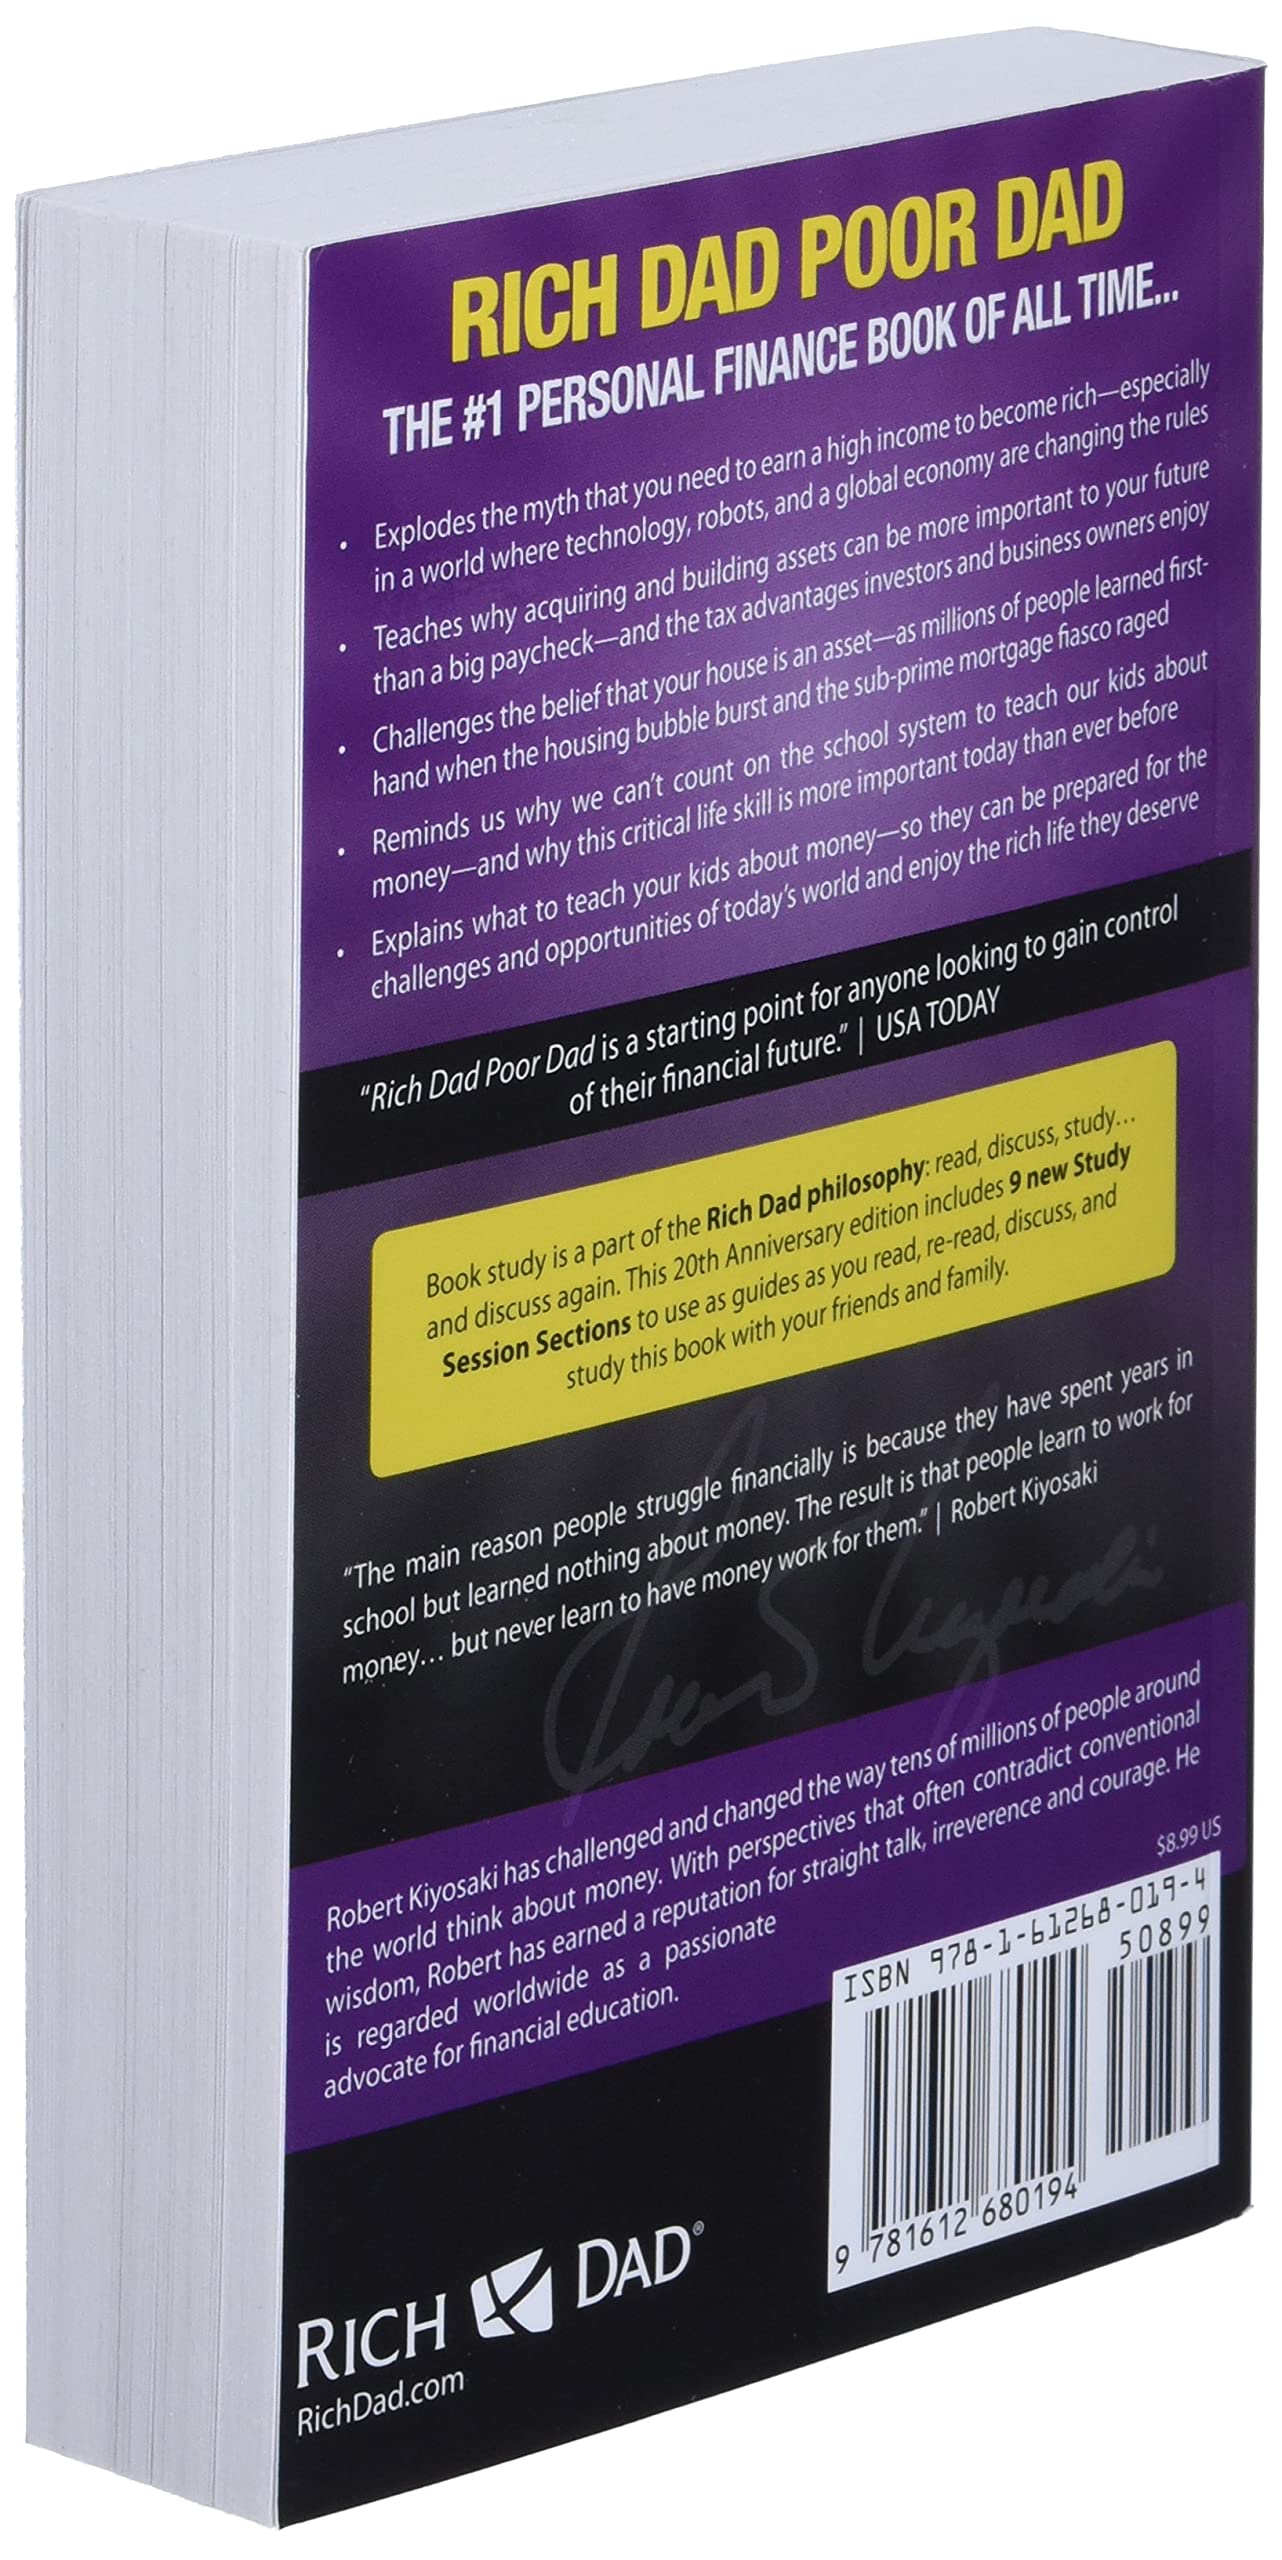 RICH DAD POOR DAD
THE #1 PERSONAL FINANCE BOOK OF ALL TIME...
• Explodes the myth that you need to earn a high income to become rich—especially
in a world where technology, robots, and a global economy are changing the rules
• Teaches why acquiring and building assets can be more important to your future
than a big paycheck—and the tax advantages investors and business owners enjoy
• Challenges the belief that your house is an asset—as millions of people learned first-
hand when the housing bubble burst and the sub-prime mortgage fiasco raged
• Reminds us why we can't count on the school system to teach our kids about
money—and why this critical life skill is more important today than ever before
• Explains what to teach your kids about money—so they can be prepared for the
challenges and opportunities of today's world and enjoy the rich life they deserve
"Rich Dad Poor Dad is a starting point for anyone looking to gain control
of their financial future." | USA TODAY
Book study is a part of the Rich Dad philosophy: read, discuss, study...
and discuss again. This 20th Anniversary edition includes 9 new Study
Session Sections to use as guides as you read, re-read, discuss, and
study this book with your friends and family.
"The main reason people struggle financially is because they have spent years in
school but learned nothing about money. The result is that people learn to work for
money... but never learn to have money work for them." | Robert Kiyosaki
Robert Kiyosaki has challenged and changed the way tens of millions of people around
the world think about money. With perspectives that often contradict conventional
wisdom, Robert has earned a reputation for straight talk, irreverence and courage. He
is regarded worldwide as a passionate
advocate for financial education.
$8.99 US
ISBN 978-1-61268-019-4
50899
9 781612 680194
RICH DAD®
RichDad.com